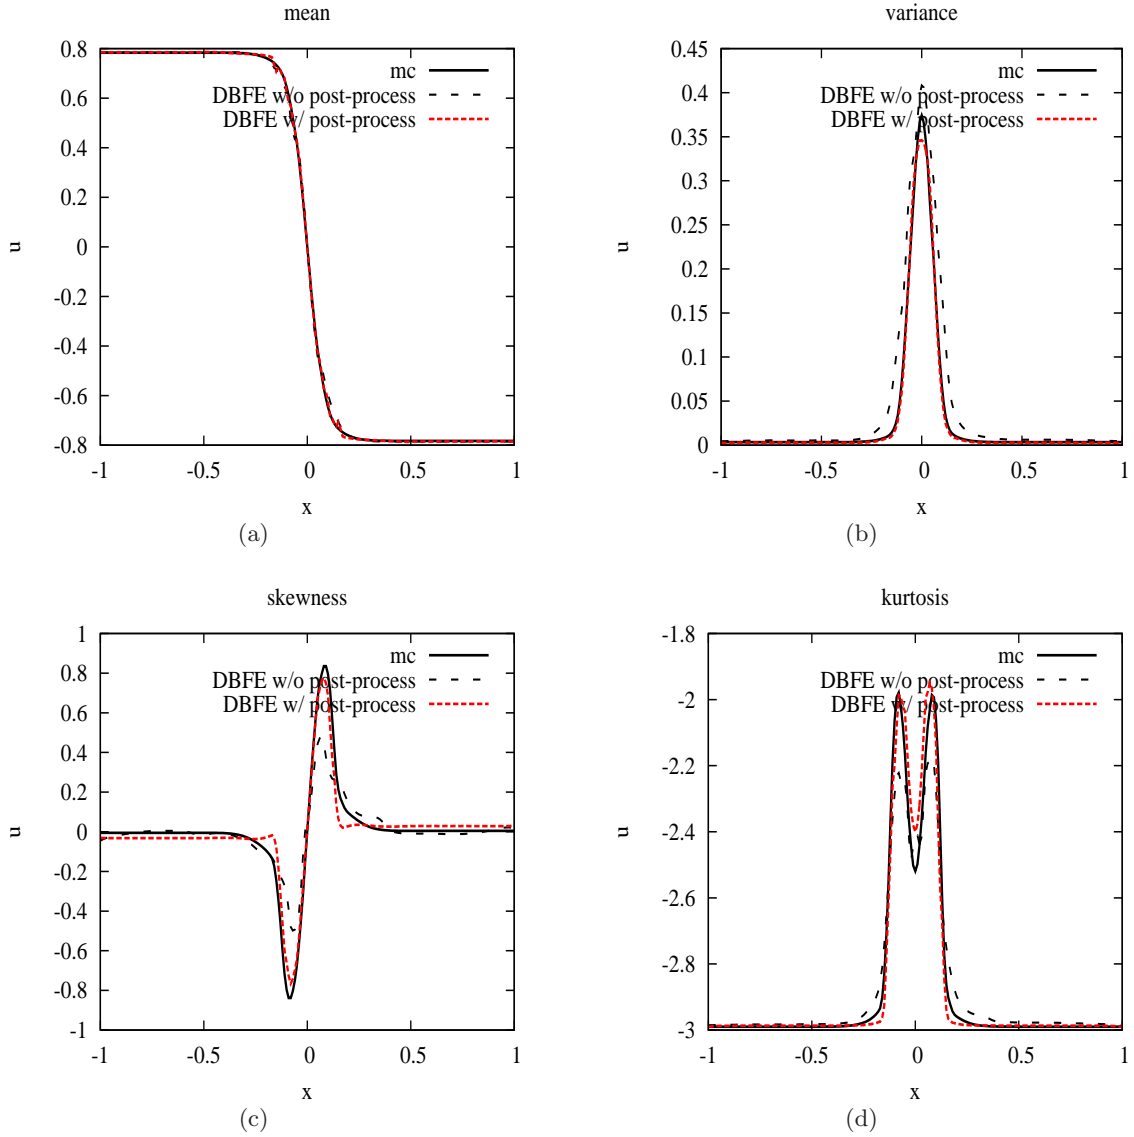 mean
mc
DBFE w/o post-process
DBFE w/ post-process
0.8
0.6
0.4
0.2
0
-0.2
-0.4
-0.6
-0.8
u
-1
-0.5
0
0.5
1
x
(a)
variance
mc
DBFE w/o post-process
DBFE w/ post-process
0.45
0.4
0.35
0.3
0.25
0.2
0.15
0.1
0.05
0
u
-1
-0.5
0
0.5
1
x
(b)
skewness
mc
DBFE w/o post-process
DBFE w/ post-process
1
0.8
0.6
0.4
0.2
0
-0.2
-0.4
-0.6
-0.8
-1
u
-1
-0.5
0
0.5
1
x
(c)
kurtosis
mc
DBFE w/o post-process
DBFE w/ post-process
-1.8
-2
-2.2
-2.4
-2.6
-2.8
-3
u
-1
-0.5
0
0.5
1
x
(d)